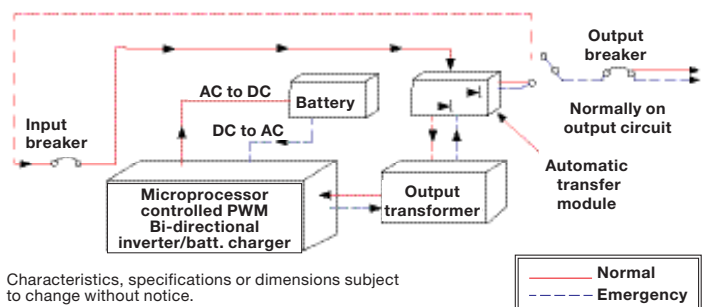 Output
breaker
AC to DC
Battery
Normally on
output circuit
Input
breaker
DC to AC
Automatic
transfer
module
Microprocessor
controlled PWM
Bi-directional
inverter/batt. charger
Output
transformer
Characteristics, specifications or dimensions subject
to change without notice.
Normal
Emergency